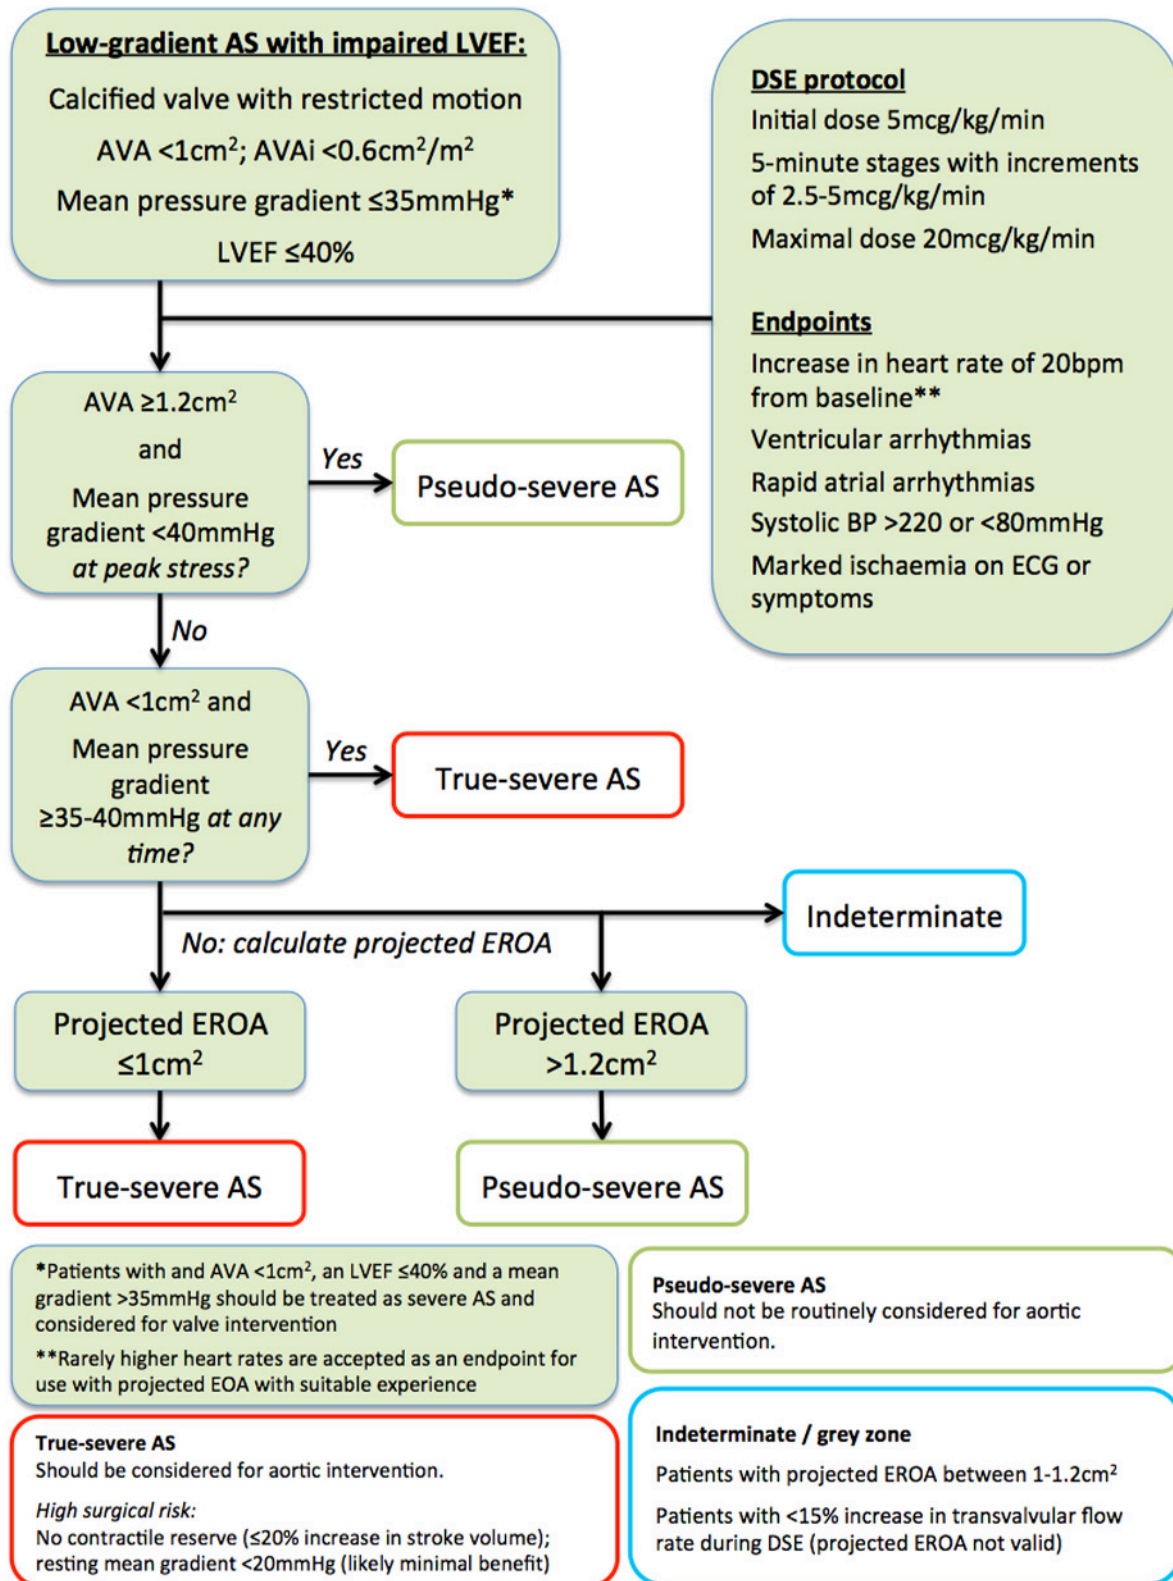 Low-gradient AS with impaired LVEF:
Calcified valve with restricted motion
AVA <1cm²; AVAi <0.6cm²/m²
Mean pressure gradient ≤35mmHg*
LVEF ≤40%
DSE protocol
Initial dose 5mcg/kg/min
5-minute stages with increments
of 2.5-5mcg/kg/min
Maximal dose 20mcg/kg/min
Endpoints
Increase in heart rate of 20bpm
from baseline**
Ventricular arrhythmias
Rapid atrial arrhythmias
Systolic BP >220 or <80mmHg
Marked ischaemia on ECG or
symptoms
AVA ≥1.2cm²
and
Mean pressure
gradient <40mmHg
at peak stress?
Yes
Pseudo-severe AS
No
AVA <1cm² and
Mean pressure
gradient
≥35-40mmHg at any
time?
Yes
True-severe AS
Indeterminate
No: calculate projected EROA
Projected EROA
≤1cm²
Projected EROA
>1.2cm²
True-severe AS
Pseudo-severe AS
*Patients with and AVA <1cm², an LVEF ≤40% and a mean
gradient >35mmHg should be treated as severe AS and
considered for valve intervention
**Rarely higher heart rates are accepted as an endpoint for
use with projected EOA with suitable experience
Pseudo-severe AS
Should not be routinely considered for aortic
intervention.
True-severe AS
Should be considered for aortic intervention.
High surgical risk:
No contractile reserve (≤20% increase in stroke volume);
resting mean gradient <20mmHg (likely minimal benefit)
Indeterminate / grey zone
Patients with projected EROA between 1-1.2cm²
Patients with <15% increase in transvalvular flow
rate during DSE (projected EROA not valid)